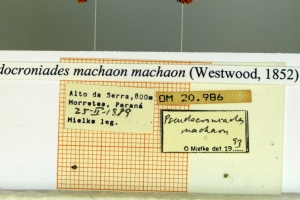 docroniades machaon machaon (Westwood, 1852)
Alto da Serra, 800m
Morretes, Paraná
25-II-1979
Mielke leg.
OM 20.986
Pseudocroniades
machaon
93
O Mielke det. 19